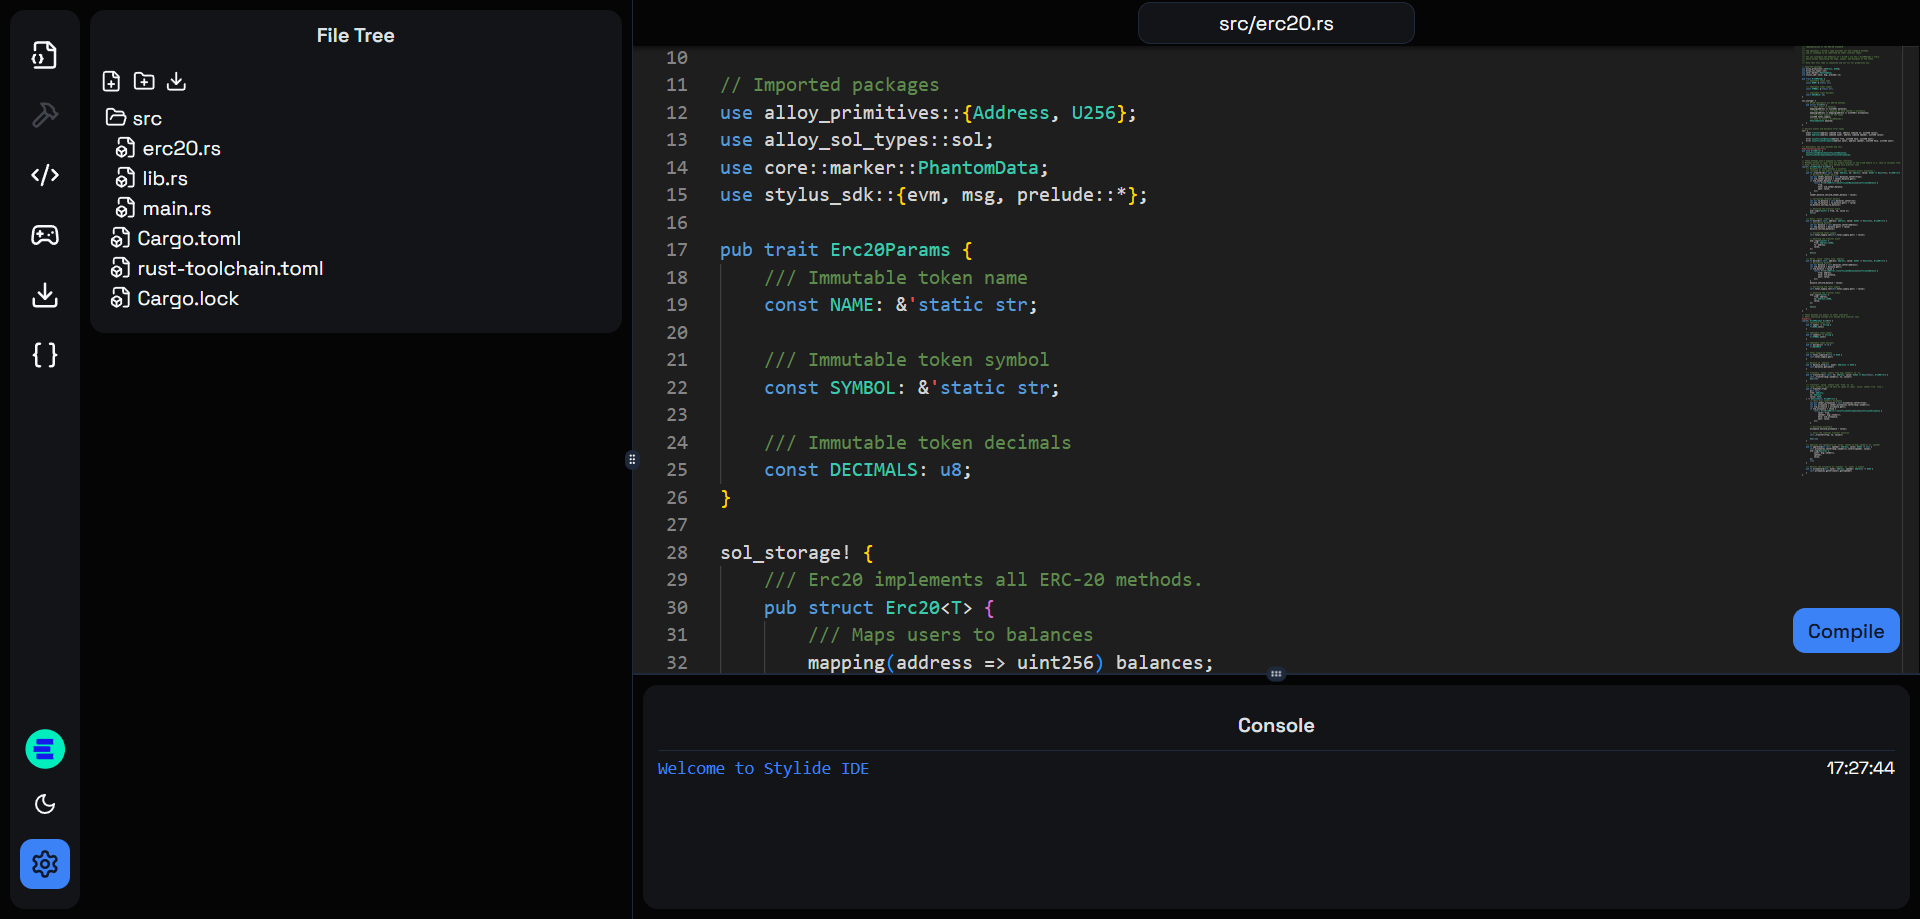 File Tree
src
erc20.rs
lib.rs
main.rs
Cargo.toml
rust-toolchain.toml
Cargo.lock
src/erc20.rs
10
11 // Imported packages
12 use alloy_primitives::{Address, U256};
13 use alloy_sol_types::sol;
14 use core::marker::PhantomData;
15 use stylus_sdk::{evm, msg, prelude::*};
16
17 pub trait Erc20Params {
18 /// Immutable token name
19 const NAME: &'static str;
20
21 /// Immutable token symbol
22 const SYMBOL: &'static str;
23
24 /// Immutable token decimals
25 const DECIMALS: u8;
26 }
27
28 sol_storage! {
29 /// Erc20 implements all ERC-20 methods.
30 pub struct Erc20<T> {
31 /// Maps users to balances
32 mapping(address => uint256) balances;
Compile
Console
Welcome to Stylide IDE 17:27:44